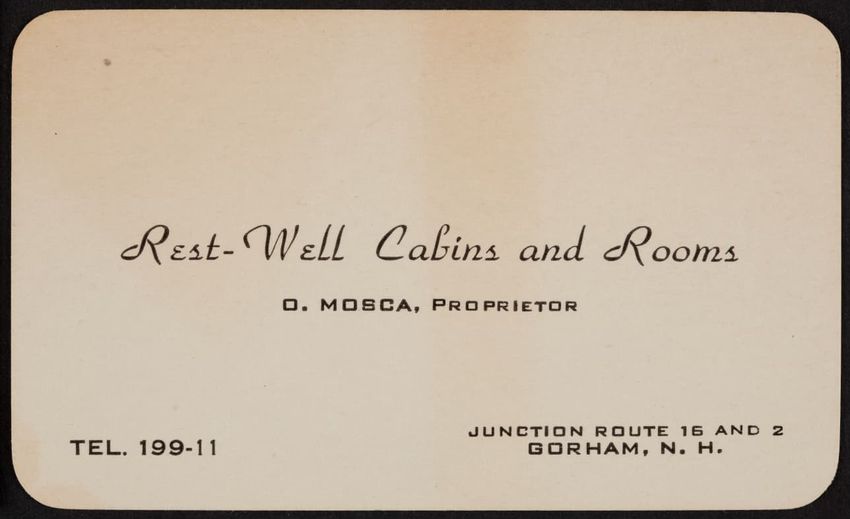 Rest-Well Cabins and Rooms
O. MOSCA, PROPRIETOR
TEL. 199-11
JUNCTION ROUTE 16 AND 2
GORHAM, N. H.